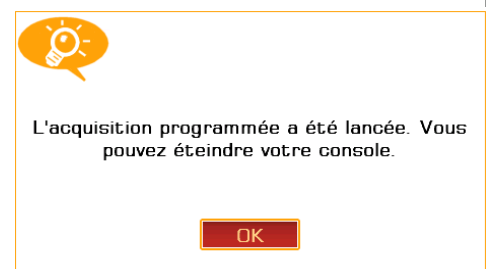 L'acquisition programmée a été lancée. Vous
pouvez éteindre votre console.
OK